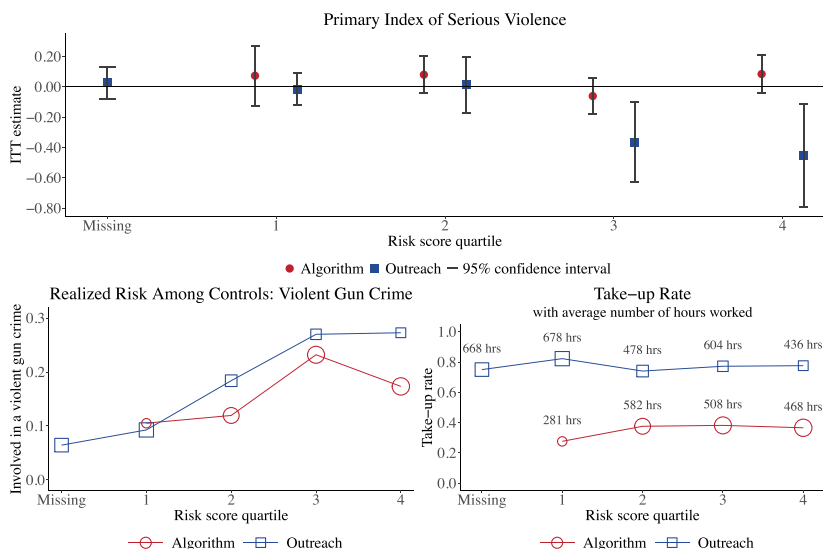 Primary Index of Serious Violence
ITT estimate
0.20
0.00
−0.20
−0.40
−0.60
−0.80
Missing 1 2 3 4
Risk score quartile
Algorithm Outreach 95% confidence interval
Realized Risk Among Controls: Violent Gun Crime
Involved in a violent gun crime
0.3
0.2
0.1
0.0
Missing 1 2 3 4
Risk score quartile
Algorithm Outreach
Take−up Rate
with average number of hours worked
Take−up rate
1.0
0.8
0.6
0.4
0.2
0.0
668 hrs 678 hrs 478 hrs 604 hrs 436 hrs
281 hrs 582 hrs 508 hrs 468 hrs
Missing 1 2 3 4
Risk score quartile
Algorithm Outreach